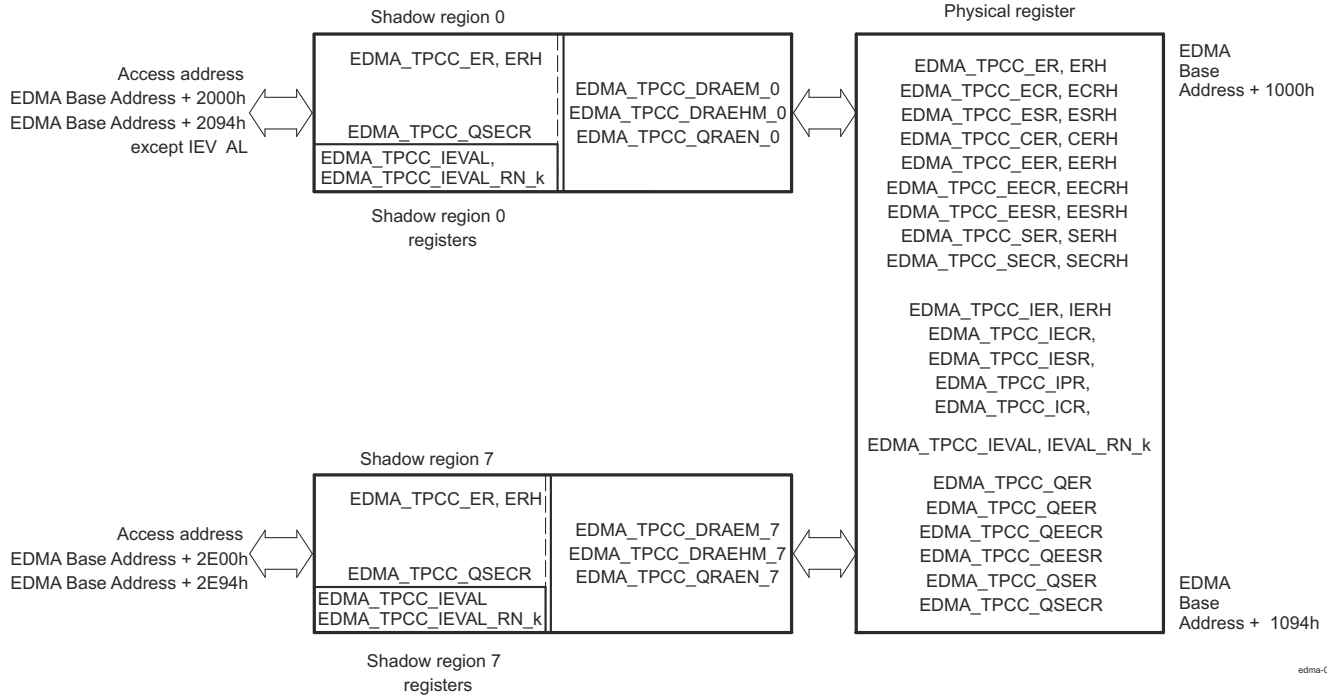 Shadow region 0
Access address
EDMA Base Address + 2000h
EDMA Base Address + 2094h
except IEV AL
EDMA_TPCC_ER, ERH
EDMA_TPCC_QSECR
EDMA_TPCC_IEVAL,
EDMA_TPCC_IEVAL_RN_k
EDMA_TPCC_DRAEM_0
EDMA_TPCC_DRAEHM_0
EDMA_TPCC_QRAEN_0
Shadow region 0
registers
Shadow region 7
Access address
EDMA Base Address + 2E00h
EDMA Base Address + 2E94h
EDMA_TPCC_ER, ERH
EDMA_TPCC_QSECR
EDMA_TPCC_IEVAL
EDMA_TPCC_IEVAL_RN_k
EDMA_TPCC_DRAEM_7
EDMA_TPCC_DRAEHM_7
EDMA_TPCC_QRAEN_7
Shadow region 7
registers
Physical register
EDMA_TPCC_ER, ERH
EDMA_TPCC_ECR, ECRH
EDMA_TPCC_ESR, ESRH
EDMA_TPCC_CER, CERH
EDMA_TPCC_EER, EERH
EDMA_TPCC_EECR, EECRH
EDMA_TPCC_EESR, EESRH
EDMA_TPCC_SER, SERH
EDMA_TPCC_SECR, SECRH
EDMA_TPCC_IER, IERH
EDMA_TPCC_IECR,
EDMA_TPCC_IESR,
EDMA_TPCC_IPR,
EDMA_TPCC_ICR,
EDMA_TPCC_IEVAL, IEVAL_RN_k
EDMA_TPCC_QER
EDMA_TPCC_QEER
EDMA_TPCC_QEECR
EDMA_TPCC_QEESR
EDMA_TPCC_QSER
EDMA_TPCC_QSECR
EDMA
Base
Address + 1000h
EDMA
Base
Address + 1094h